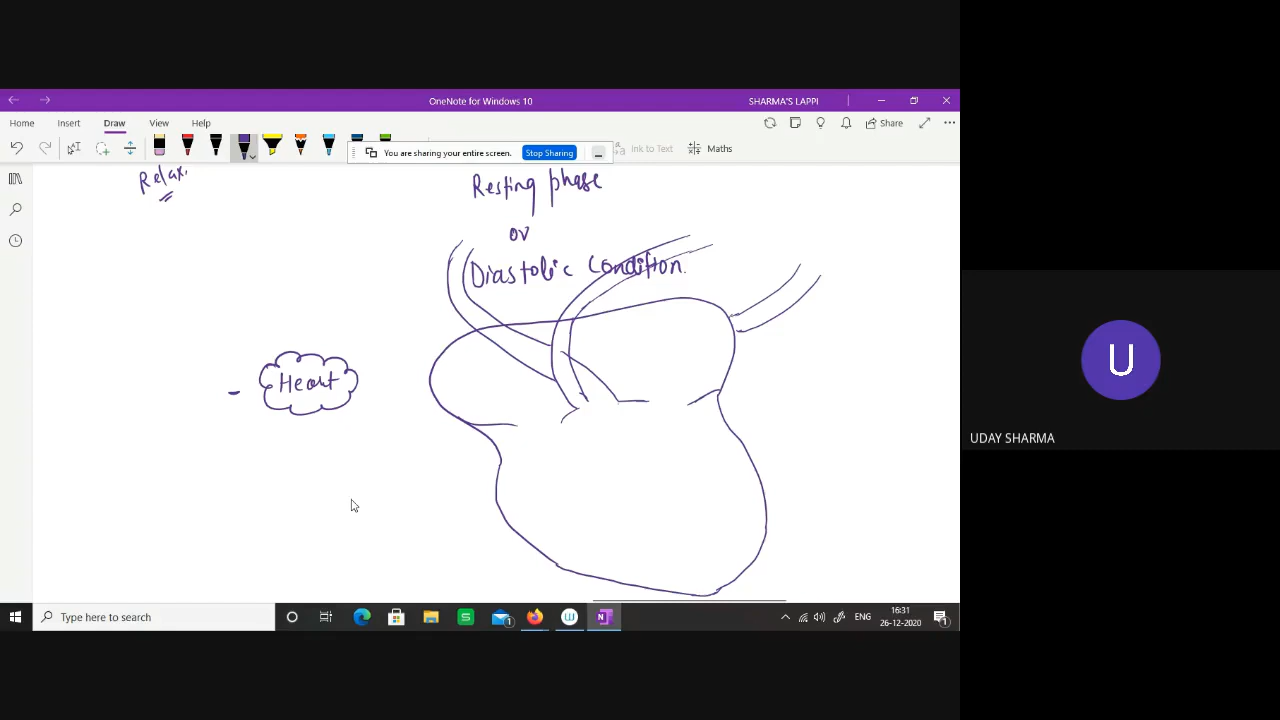 OneNote for Windows 10
SHARMA'S LAPPI
Home Insert Draw View Help
Share
You are sharing your entire screen. Stop Sharing
Ink to Text
Maths
Relax.
Resting phase
or
Diastolic condition.
Heart
U
UDAY SHARMA
Type here to search
1
ENG
16:31
26-12-2020
1